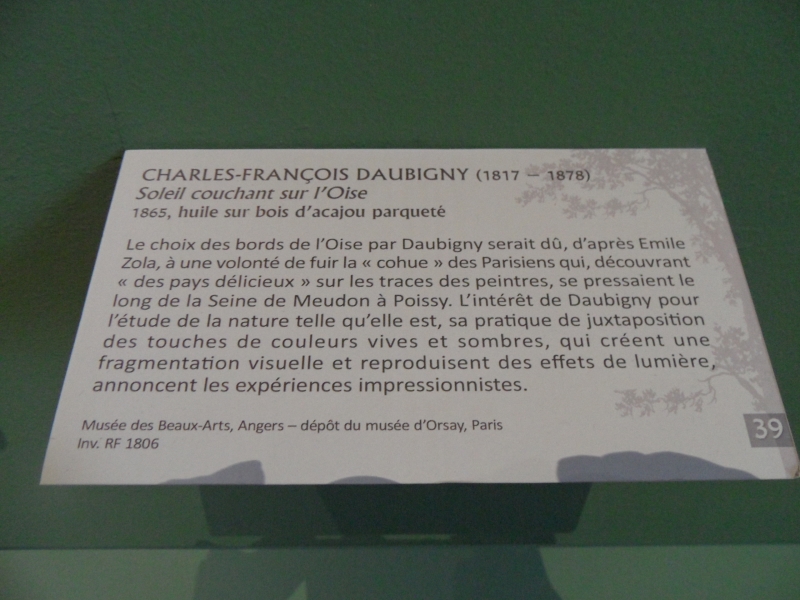 CHARLES-FRANÇOIS DAUBIGNY (1817 – 1878)
Soleil couchant sur l'Oise
1865, huile sur bois d'acajou parqueté
Le choix des bords de l'Oise par Daubigny serait dû, d'après Emile
Zola, à une volonté de fuir la « cohue » des Parisiens qui, découvrant
« des pays délicieux » sur les traces des peintres, se pressaient le
long de la Seine de Meudon à Poissy. L'intérêt de Daubigny pour
l'étude de la nature telle qu'elle est, sa pratique de juxtaposition
des touches de couleurs vives et sombres, qui créent une
fragmentation visuelle et reproduisent des effets de lumière,
annoncent les expériences impressionnistes.
Musée des Beaux-Arts, Angers – dépôt du musée d'Orsay, Paris
Inv. RF 1806
39